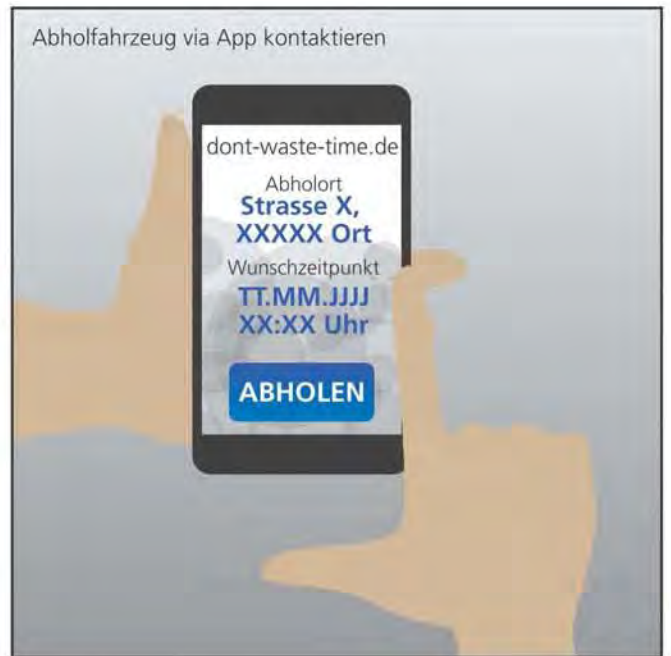 Abholfahrzeug via App kontaktieren
dont-waste-time.de
Abholort
Strasse X,
XXXXX Ort
Wunschzeitpunkt
TT.MM.JJJJ
XX:XX Uhr
ABHOLEN